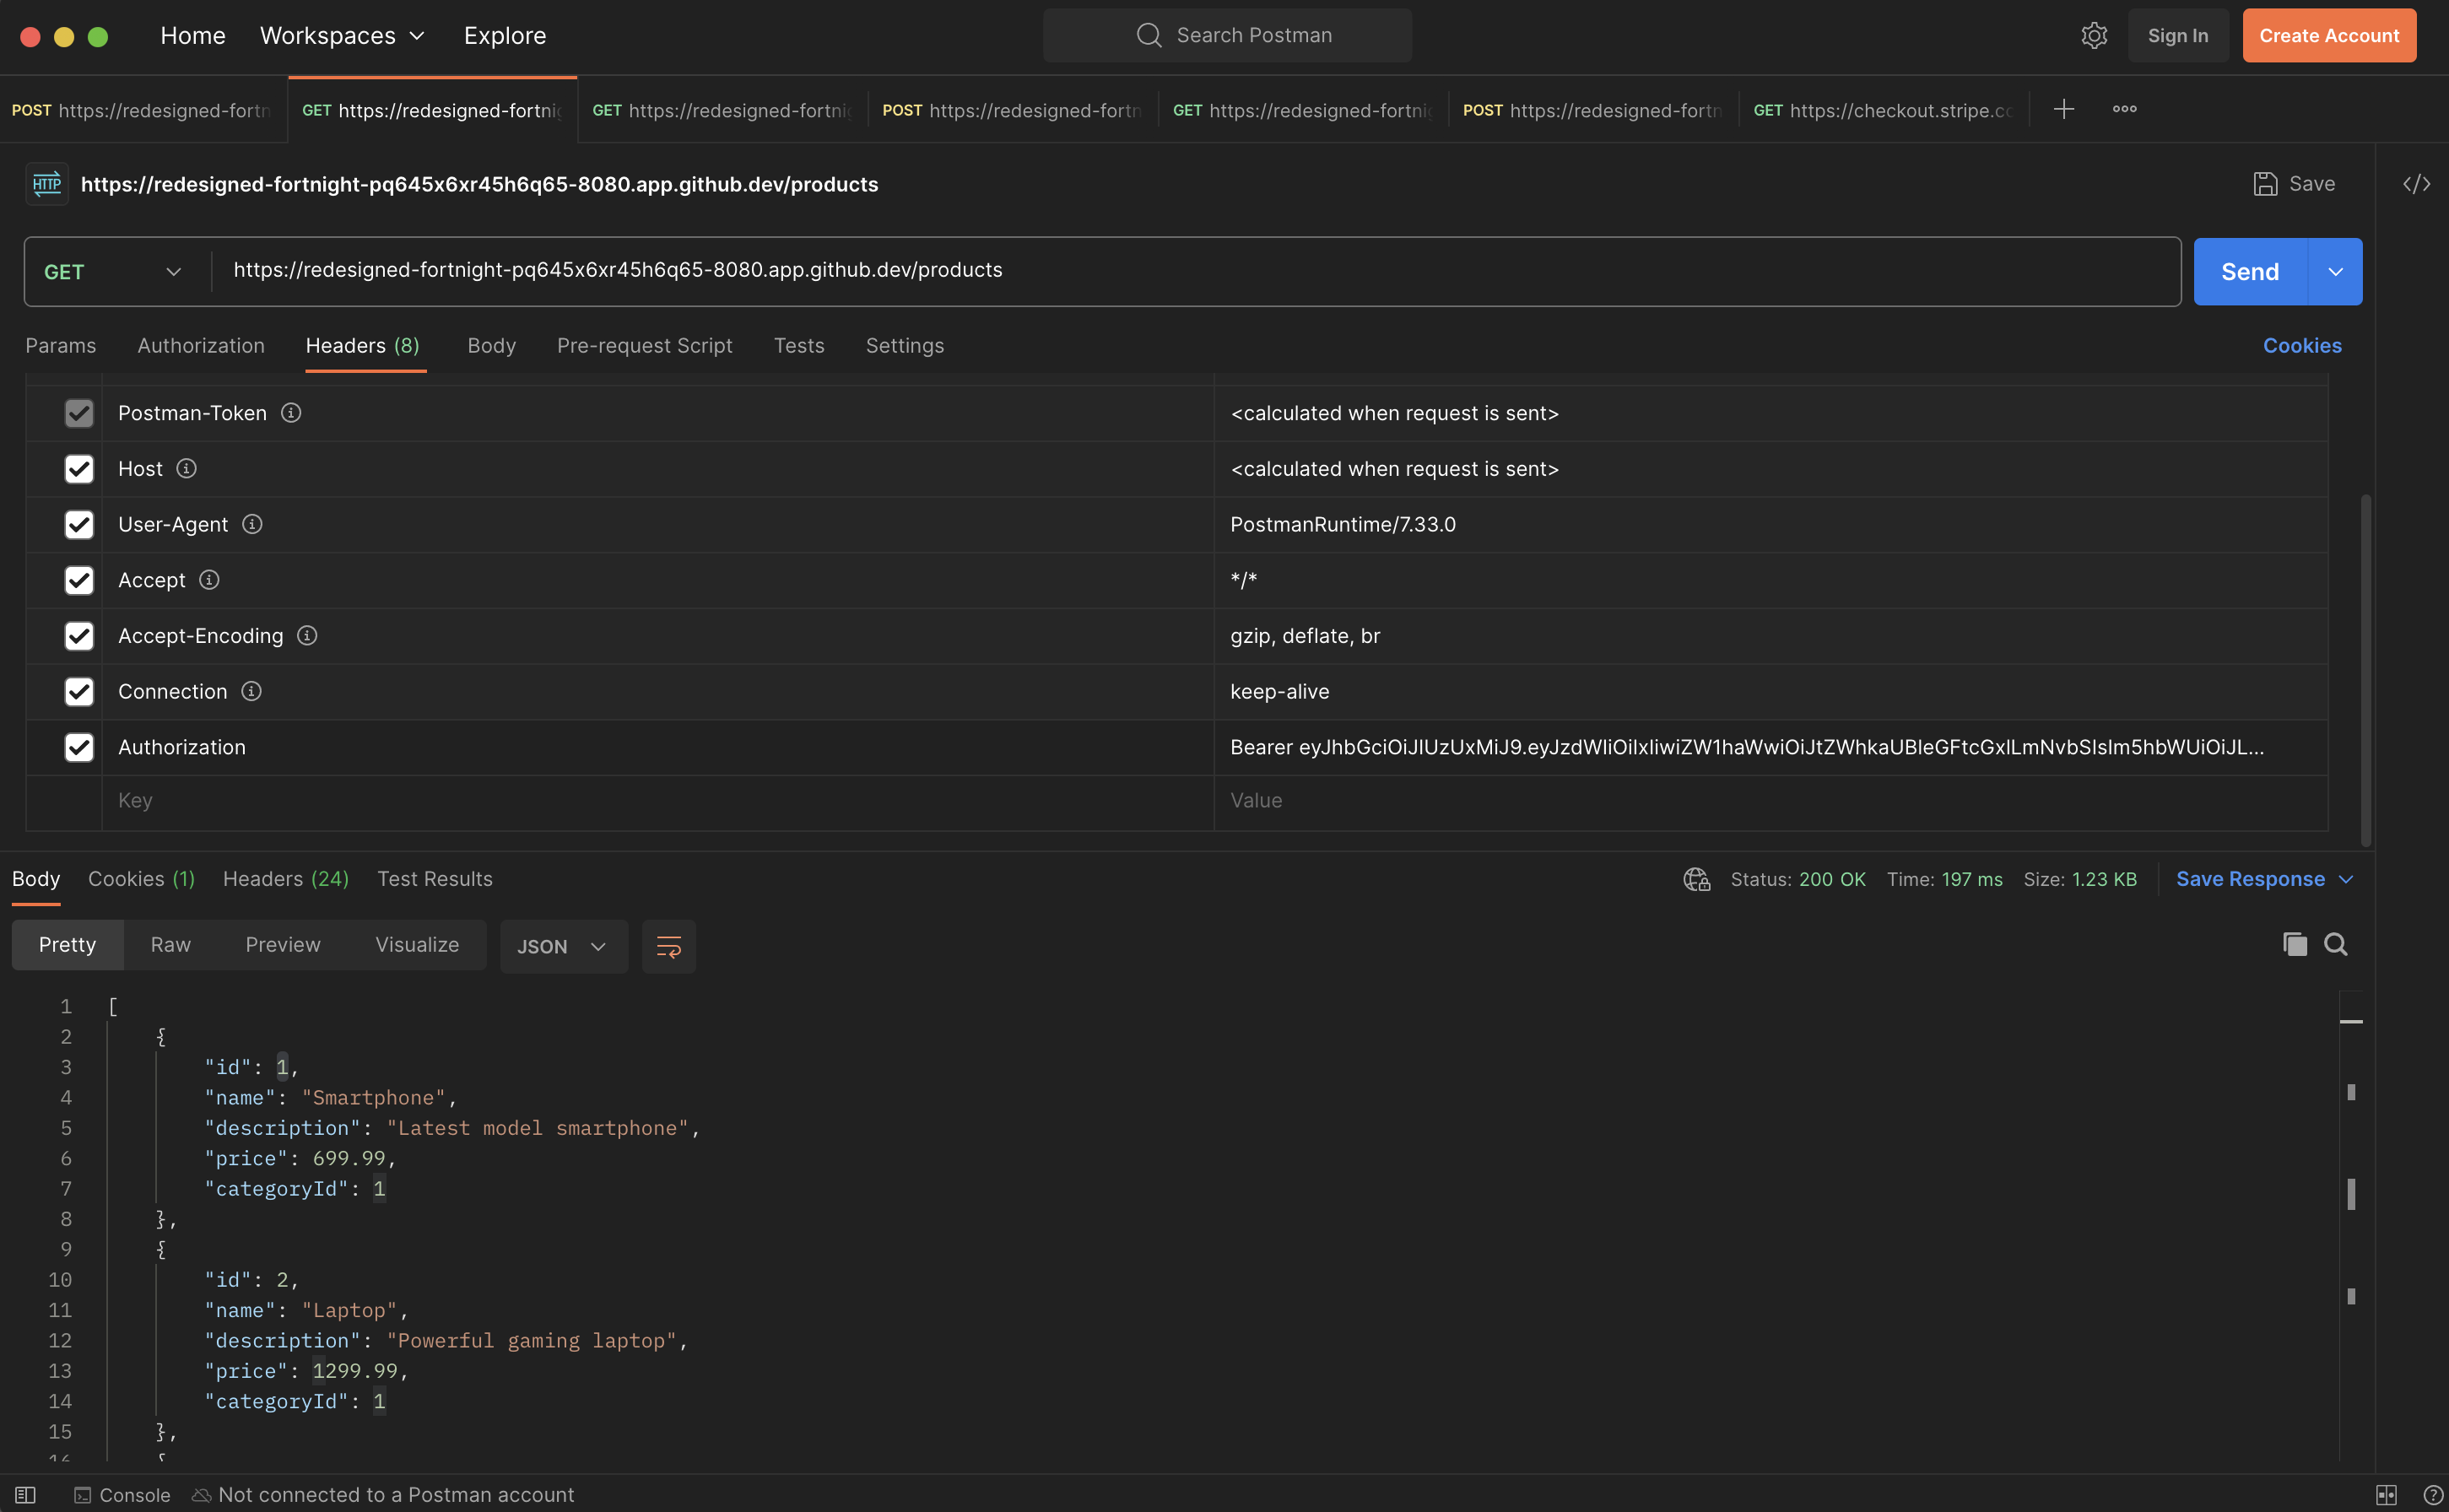 Home Workspaces Explore Search Postman Sign In Create Account
POST https://redesigned-fortn GET https://redesigned-fortnig GET https://redesigned-fortnig POST https://redesigned-fortn GET https://redesigned-fortnig POST https://redesigned-fortn GET https://checkout.stripe.co
HTTP https://redesigned-fortnight-pq645x6xr45h6q65-8080.app.github.dev/products Save
GET https://redesigned-fortnight-pq645x6xr45h6q65-8080.app.github.dev/products Send
Params Authorization Headers (8) Body Pre-request Script Tests Settings Cookies
Postman-Token <calculated when request is sent>
Host <calculated when request is sent>
User-Agent PostmanRuntime/7.33.0
Accept */*
Accept-Encoding gzip, deflate, br
Connection keep-alive
Authorization Bearer eyJhbGciOiJIUzUxMiJ9.eyJzdWIiOiIxIiwiZW1haWwiOiJtZWhkaUBleGFtcGxlLmNvbSIsIm5hbWUiOiJL...
Key Value
Body Cookies (1) Headers (24) Test Results Status: 200 OK Time: 197 ms Size: 1.23 KB Save Response
Pretty Raw Preview Visualize JSON
1 [
2 {
3 "id": 1,
4 "name": "Smartphone",
5 "description": "Latest model smartphone",
6 "price": 699.99,
7 "categoryId": 1
8 },
9 {
10 "id": 2,
11 "name": "Laptop",
12 "description": "Powerful gaming laptop",
13 "price": 1299.99,
14 "categoryId": 1
15 },
16 {
Console Not connected to a Postman account